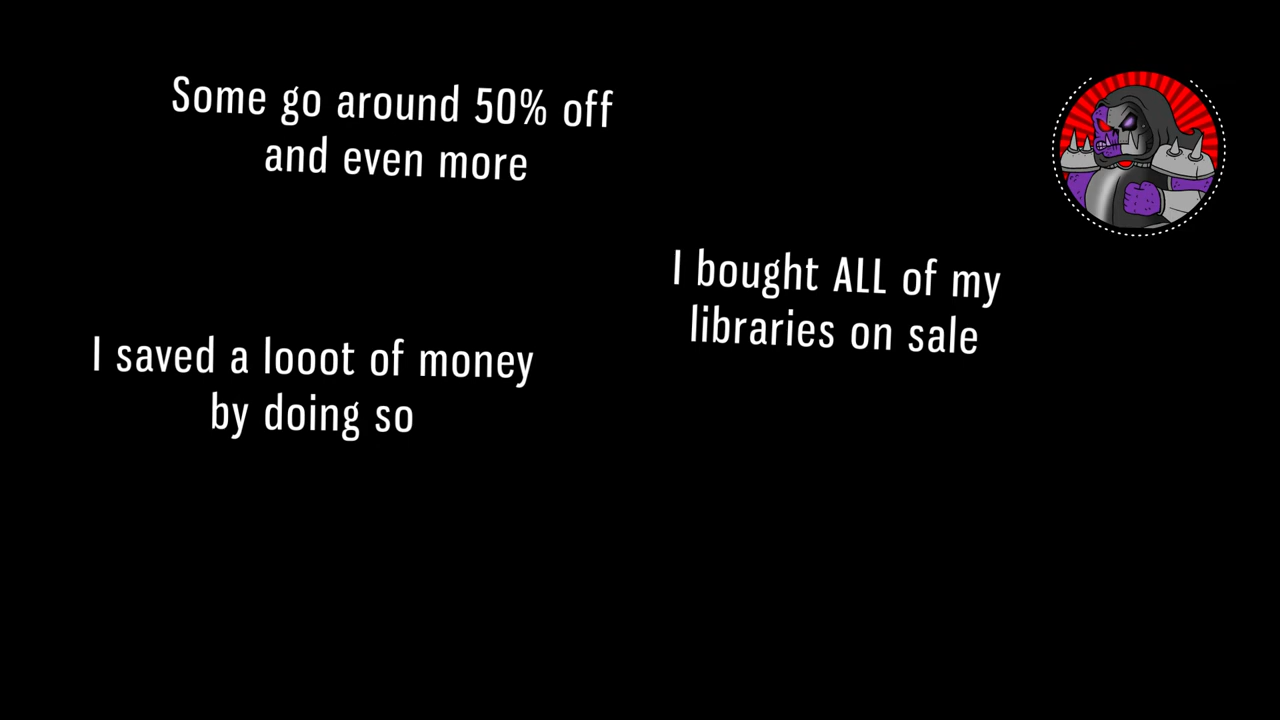 Some go around 50% off
and even more
I bought ALL of my
libraries on sale
I saved a looot of money
by doing so